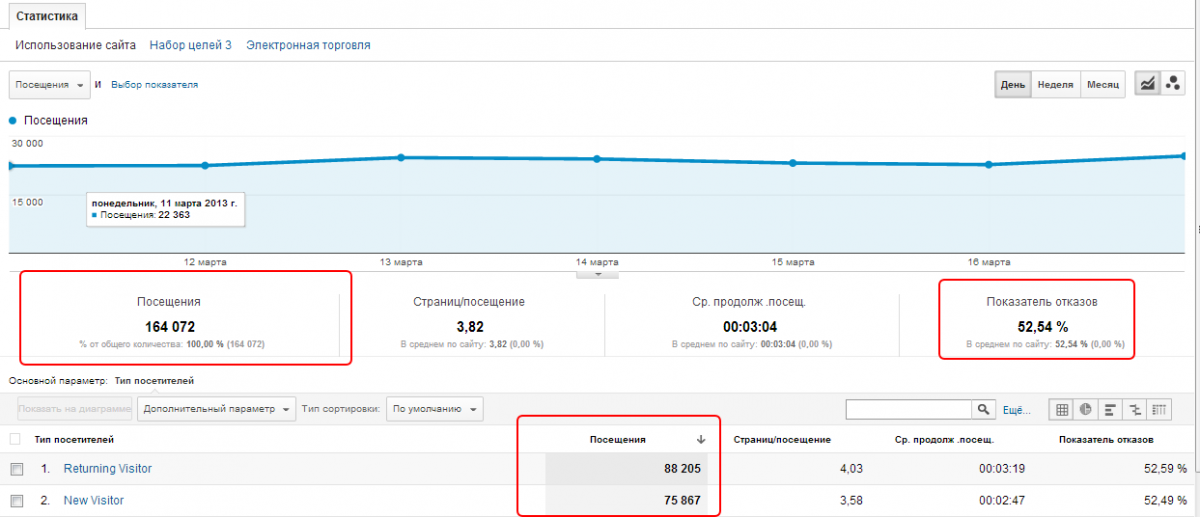 Статистика
Использование сайта Набор целей 3 Электронная торговля
Посещения И Выбор показателя День Неделя Месяц
Посещения
30 000
15 000
понедельник, 11 марта 2013 г.
Посещения: 22 363
12 марта 13 марта 14 марта 15 марта 16 марта
Посещения Страниц/посещение Ср. продолж .посещ. Показатель отказов
164 072 3,82 00:03:04 52,54 %
% от общего количества: 100,00 % (164 072) В среднем по сайту: 3,82 (0,00 %) В среднем по сайту: 00:03:04 (0,00 %) В среднем по сайту: 52,54 % (0,00 %)
Основной параметр: Тип посетителей
Показать на диаграмме Дополнительный параметр Тип сортировки: По умолчанию Ещё...
Тип посетителей Посещения Страниц/посещение Ср. продолж .посещ. Показатель отказов
1. Returning Visitor 88 205 4,03 00:03:19 52,59 %
2. New Visitor 75 867 3,58 00:02:47 52,49 %